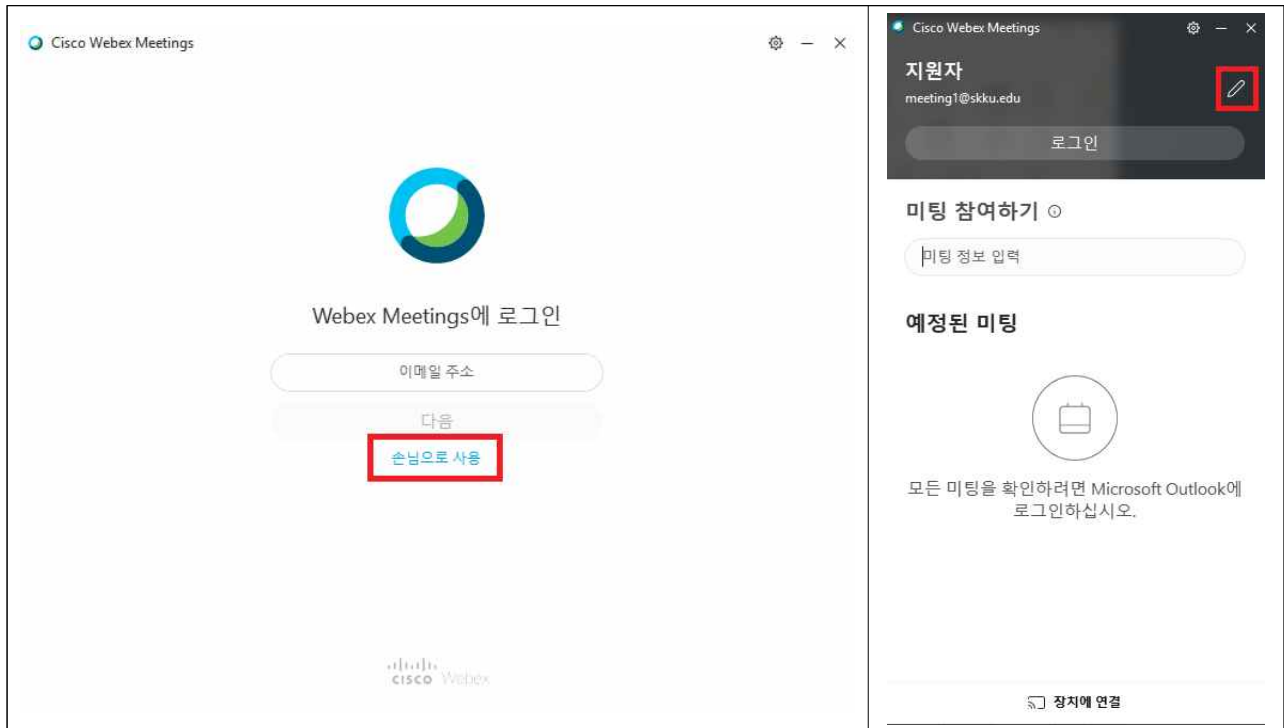 Cisco Webex Meetings
Webex Meetings에 로그인
이메일 주소
다음
손님으로 사용
cisco Webex
Cisco Webex Meetings
지원자
meeting1@skku.edu
로그인
미팅 참여하기
미팅 정보 입력
예정된 미팅
모든 미팅을 확인하려면 Microsoft Outlook에
로그인하십시오.
장치에 연결